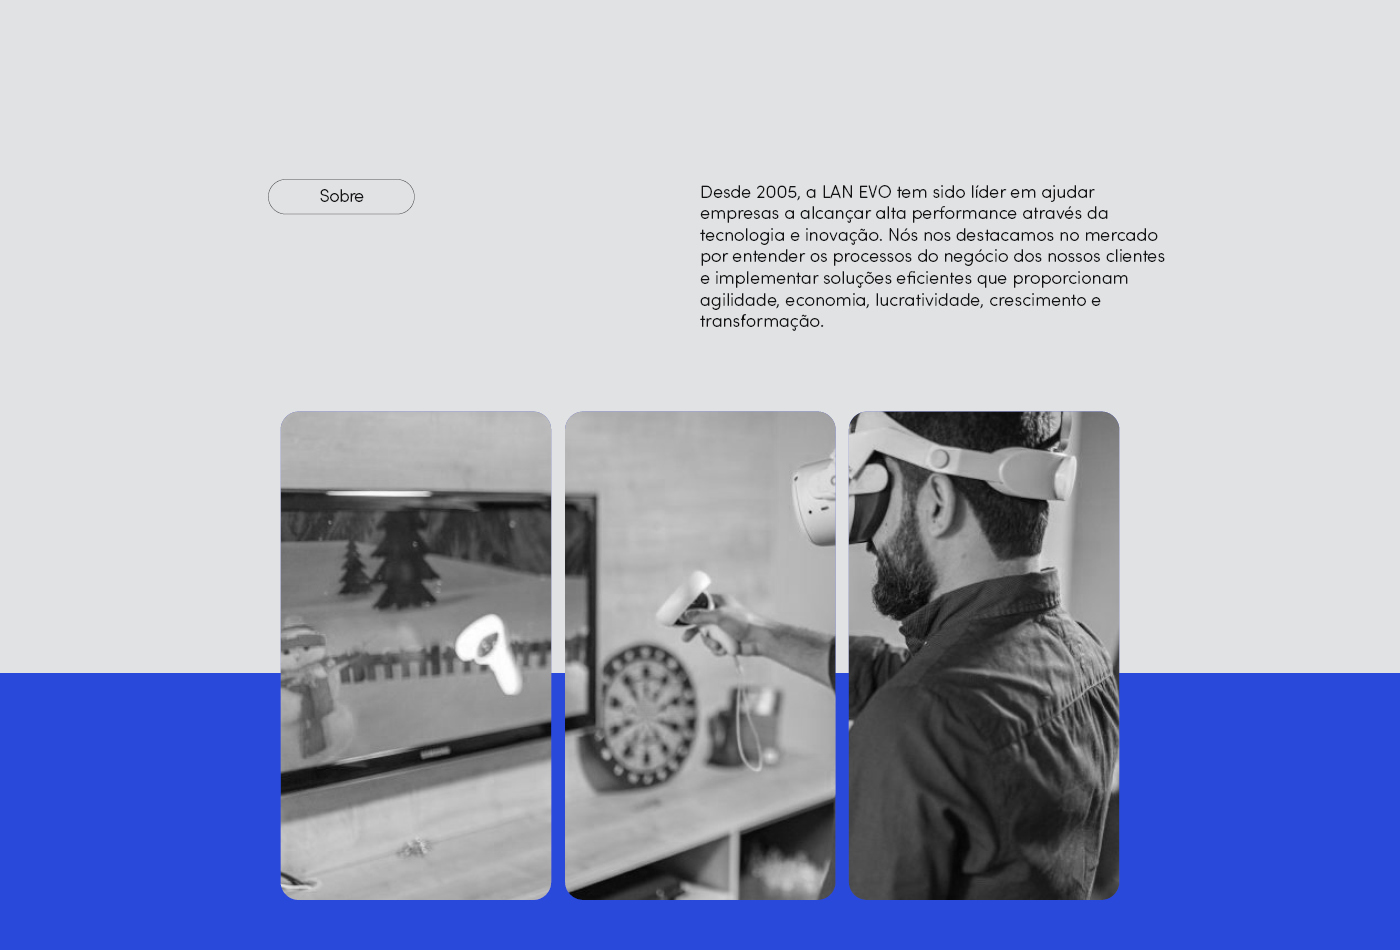 Sobre
Desde 2005, a LAN EVO tem sido líder em ajudar
empresas a alcançar alta performance através da
tecnologia e inovação. Nós nos destacamos no mercado
por entender os processos do negócio dos nossos clientes
e implementar soluções eficientes que proporcionam
agilidade, economia, lucratividade, crescimento e
transformação.